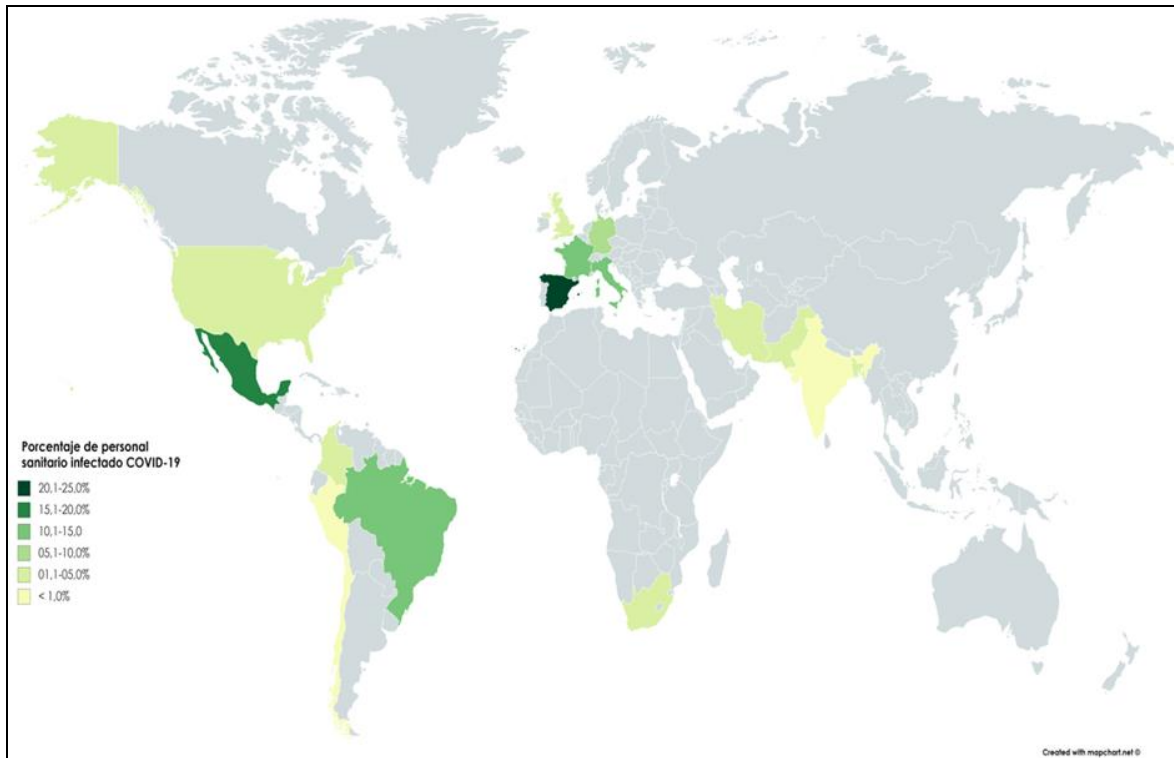 Porcentaje de personal
sanitario infectado COVID-19
20,1-25,0%
15,1-20,0%
10,1-15,0
05,1-10,0%
01,1-05,0%
< 1,0%
Created with mapchart.net ©